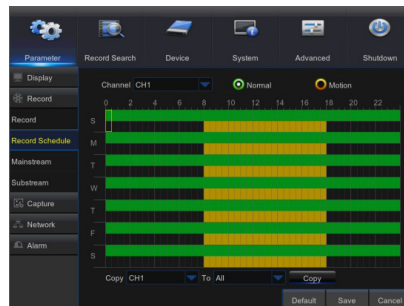 Parameter
Record Search
Device
System
Advanced
Shutdown
Display
Record
Record
Record Schedule
Mainstream
Substream
Capture
Network
Alarm
Channel CH1
Normal
Motion
0 2 4 6 8 10 12 14 16 18 20 22
S
M
T
W
T
F
S
Copy CH1
To All
Copy
Default
Save
Cancel